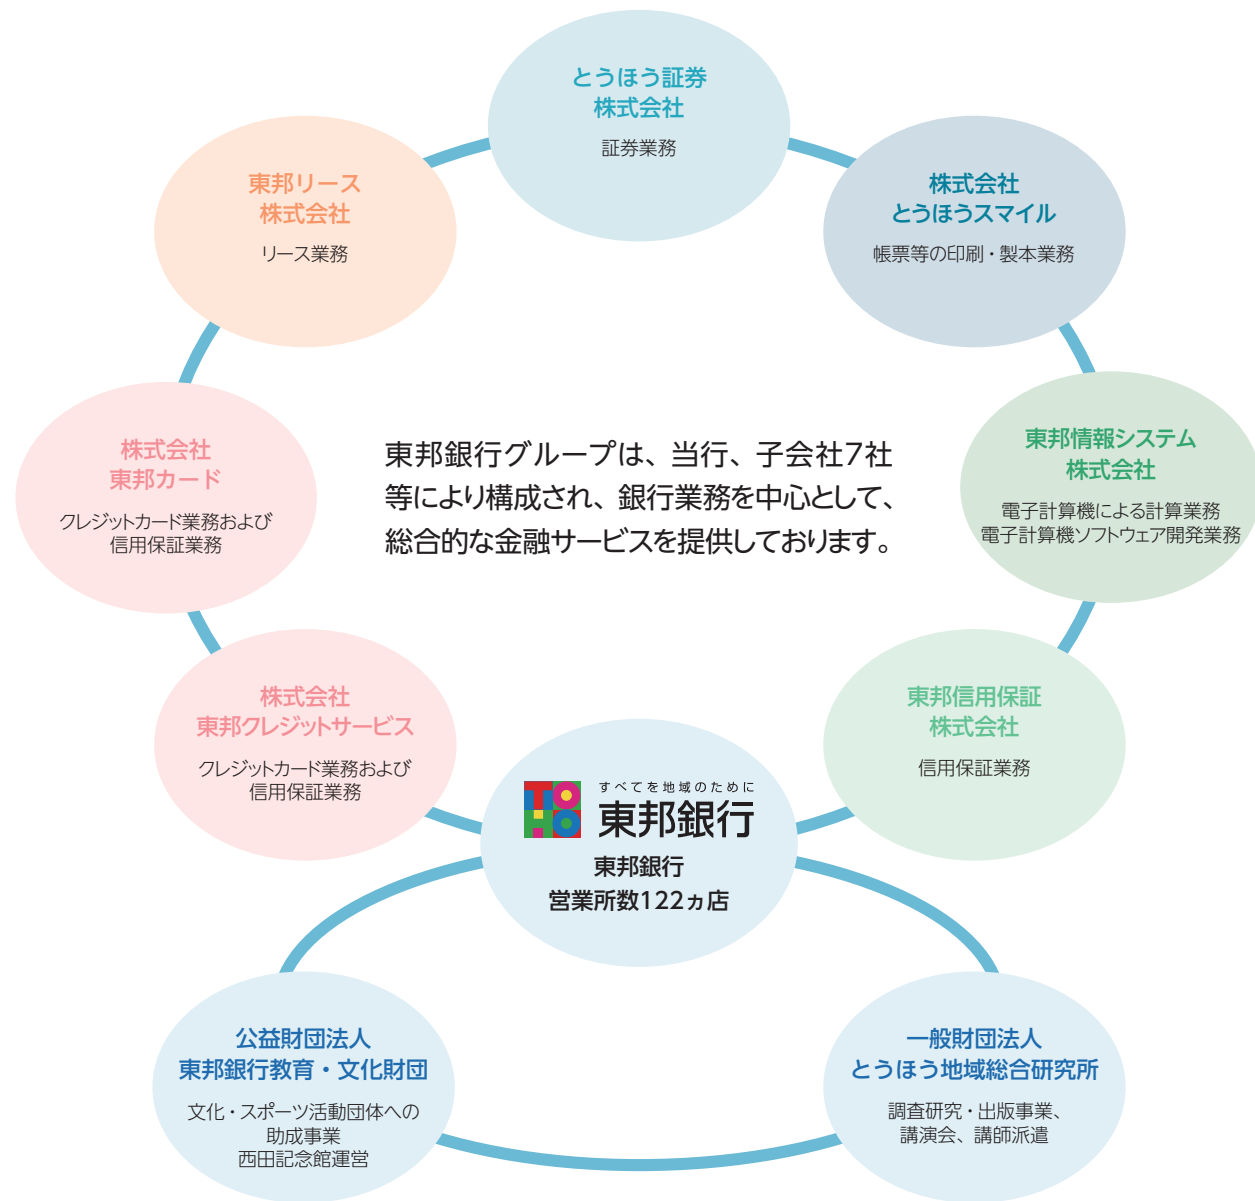 とうほう証券
株式会社
証券業務
東邦リース
株式会社
リース業務
株式会社
とうほうスマイル
帳票等の印刷・製本業務
株式会社
東邦カード
クレジットカード業務および
信用保証業務
東邦銀行グループは、当行、子会社7社
等により構成され、銀行業務を中心として、
総合的な金融サービスを提供しております。
東邦情報システム
株式会社
電子計算機による計算業務
電子計算機ソフトウェア開発業務
株式会社
東邦クレジットサービス
クレジットカード業務および
信用保証業務
東邦信用保証
株式会社
信用保証業務
TOHO
すべてを地域のために
東邦銀行
東邦銀行
営業所数122ヵ店
公益財団法人
東邦銀行教育・文化財団
文化・スポーツ活動団体への
助成事業
西田記念館運営
一般財団法人
とうほう地域総合研究所
調査研究・出版事業、
講演会、講師派遣